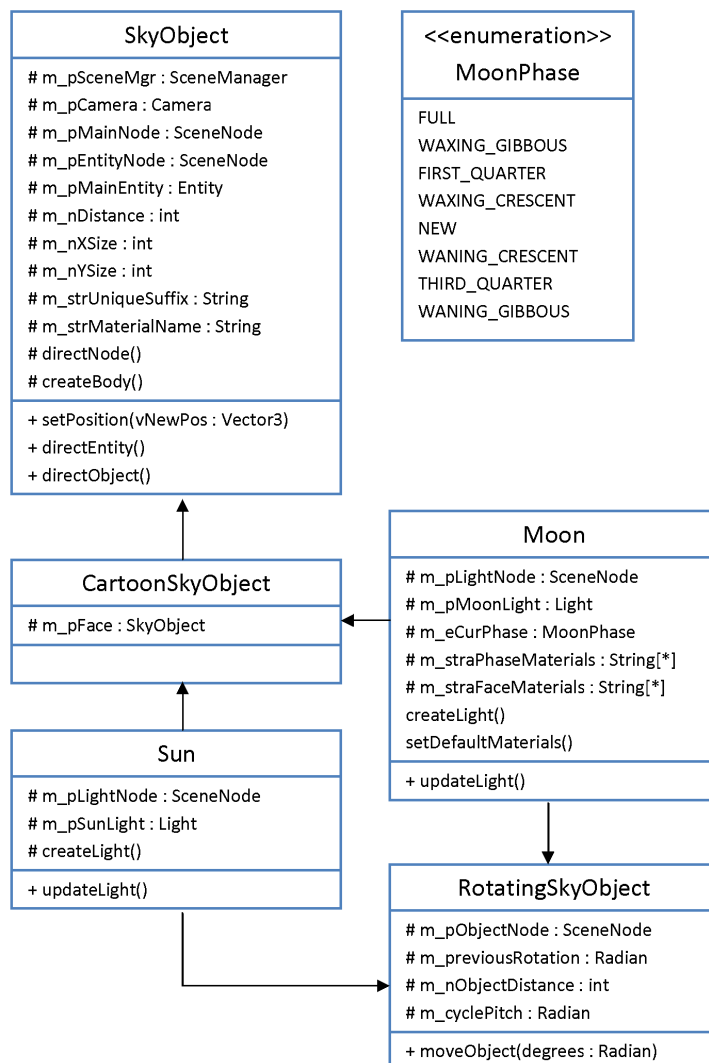 SkyObject
# m_pSceneMgr : SceneManager
# m_pCamera : Camera
# m_pMainNode : SceneNode
# m_pEntityNode : SceneNode
# m_pMainEntity : Entity
# m_nDistance : int
# m_nXSize : int
# m_nYSize : int
# m_strUniqueSuffix : String
# m_strMaterialName : String
# directNode()
# createBody()
+ setPosition(vNewPos : Vector3)
+ directEntity()
+ directObject()
<<enumeration>>
MoonPhase
FULL
WAXING_GIBBOUS
FIRST_QUARTER
WAXING_CRESCENT
NEW
WANING_CRESCENT
THIRD_QUARTER
WANING_GIBBOUS
CartoonSkyObject
# m_pFace : SkyObject
Moon
# m_pLightNode : SceneNode
# m_pMoonLight : Light
# m_eCurPhase : MoonPhase
# m_straPhaseMaterials : String[*]
# m_straFaceMaterials : String[*]
createLight()
setDefaultMaterials()
+ updateLight()
Sun
# m_pLightNode : SceneNode
# m_pSunLight : Light
# createLight()
+ updateLight()
RotatingSkyObject
# m_pObjectNode : SceneNode
# m_previousRotation : Radian
# m_nObjectDistance : int
# m_cyclePitch : Radian
+ moveObject(degrees : Radian)